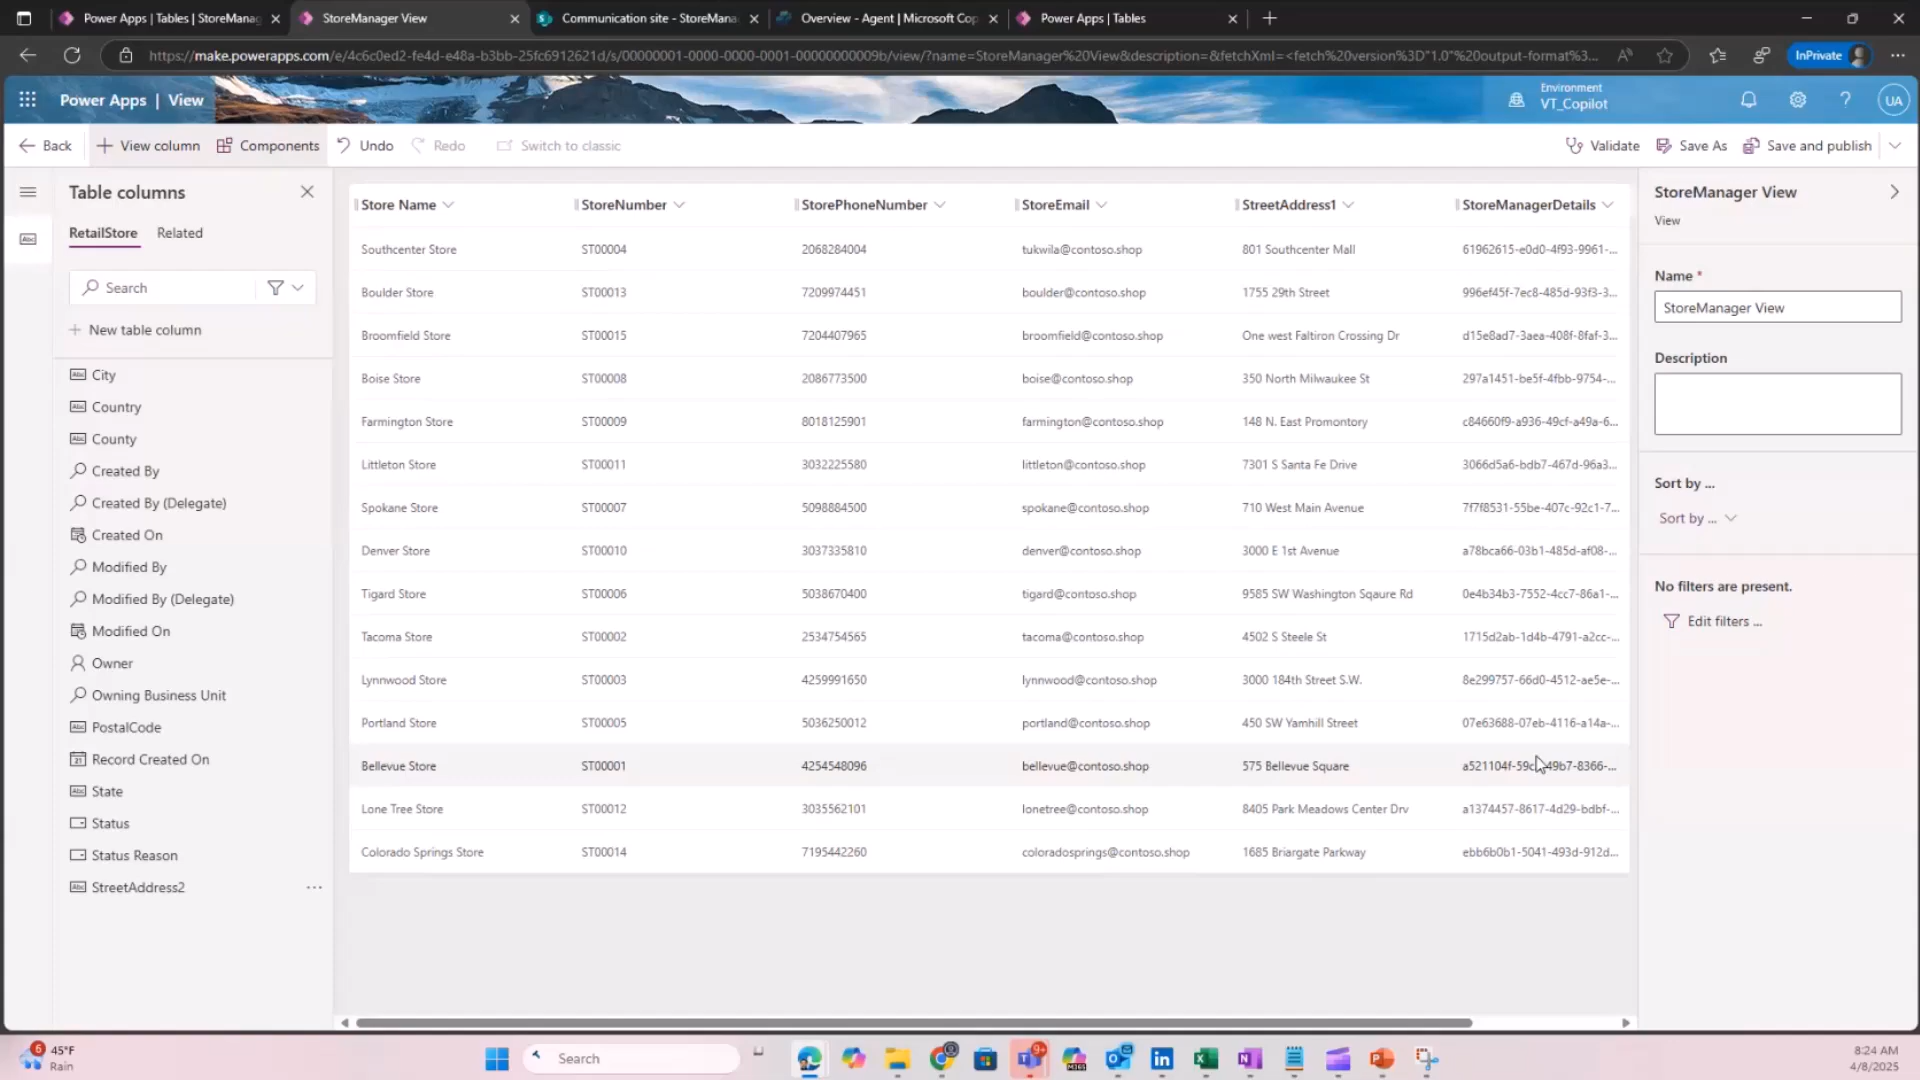 Power Apps | Tables | StoreManag
StoreManager View
Communication site - StoreMana
Overview - Agent | Microsoft Cop
Power Apps | Tables
https://make.powerapps.com/e/4c6c0ed2-fe4d-e48a-b3bb-25fc6912621d/s/00000001-0000-0000-0001-00000000009b/view/?name=StoreManager%20View&description=&fetchXml=<fetch%20version%3D"1.0"%20output-format%3...
InPrivate
Power Apps | View
Environment
VT_Copilot
UA
Back
View column
Components
Undo
Redo
Switch to classic
Validate
Save As
Save and publish
Table columns
RetailStore
Related
Search
New table column
City
Country
County
Created By
Created By (Delegate)
Created On
Modified By
Modified By (Delegate)
Modified On
Owner
Owning Business Unit
PostalCode
Record Created On
State
Status
Status Reason
StreetAddress2
Store Name StoreNumber StorePhoneNumber StoreEmail StreetAddress1 StoreManagerDetails
Southcenter Store ST00004 2068284004 tukwila@contoso.shop 801 Southcenter Mall 61962615-e0d0-4f93-9961-...
Boulder Store ST00013 7209974451 boulder@contoso.shop 1755 29th Street 996ef45f-7ec8-485d-93f3-3...
Broomfield Store ST00015 7204407965 broomfield@contoso.shop One west Faltiron Crossing Dr d15e8ad7-3aea-408f-8faf-3...
Boise Store ST00008 2086773500 boise@contoso.shop 350 North Milwaukee St 297a1451-be5f-4fbb-9754-...
Farmington Store ST00009 8018125901 farmington@contoso.shop 148 N. East Promontory c84660f9-a936-49cf-a49a-6...
Littleton Store ST00011 3032225580 littleton@contoso.shop 7301 S Santa Fe Drive 3066d5a6-bdb7-467d-96a3...
Spokane Store ST00007 5098884500 spokane@contoso.shop 710 West Main Avenue 7f7f8531-55be-407c-92c1-7...
Denver Store ST00010 3037335810 denver@contoso.shop 3000 E 1st Avenue a78bca66-03b1-485d-af08-...
Tigard Store ST00006 5038670400 tigard@contoso.shop 9585 SW Washington Sqaure Rd 0e4b34b3-7552-4cc7-86a1-...
Tacoma Store ST00002 2534754565 tacoma@contoso.shop 4502 S Steele St 1715d2ab-1d4b-4791-a2cc-...
Lynnwood Store ST00003 4259991650 lynnwood@contoso.shop 3000 184th Street S.W. 8e299757-66d0-4512-ae5e-...
Portland Store ST00005 5036250012 portland@contoso.shop 450 SW Yamhill Street 07e63688-07eb-4116-a14a-...
Bellevue Store ST00001 4254548096 bellevue@contoso.shop 575 Bellevue Square
Lone Tree Store ST00012 3035562101 lonetree@contoso.shop 8405 Park Meadows Center Drv a1374457-8617-4d29-bdbf-...
Colorado Springs Store ST00014 7195442260 coloradosprings@contoso.shop 1685 Briargate Parkway ebb6b0b1-5041-493d-912d...
StoreManager View
View
Name *
StoreManager View
Description
Sort by ...
Sort by ...
No filters are present.
Edit filters ...
6
45°F
Rain
Search
9+
8:24 AM
4/8/2025